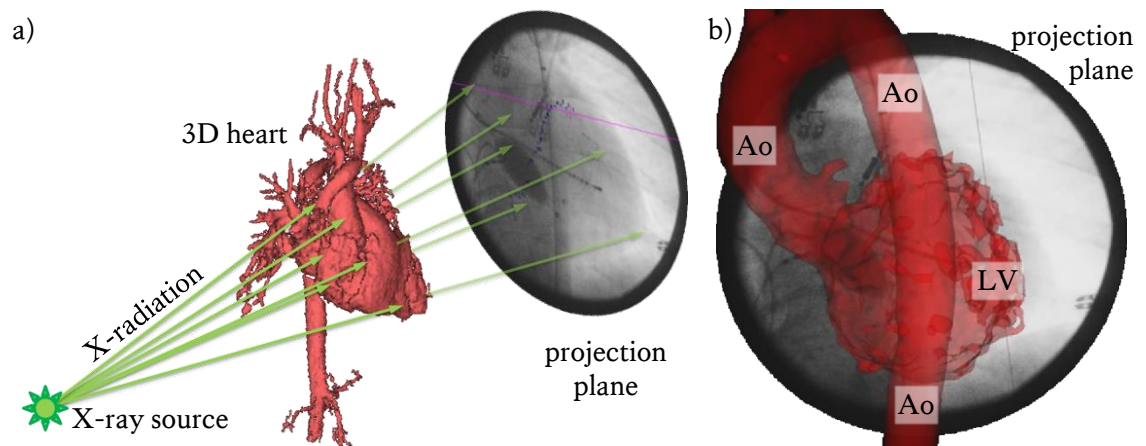 a)
3D heart
X-radiation
X-ray source
projection
plane
b)
projection
plane
Ao
Ao
LV
Ao